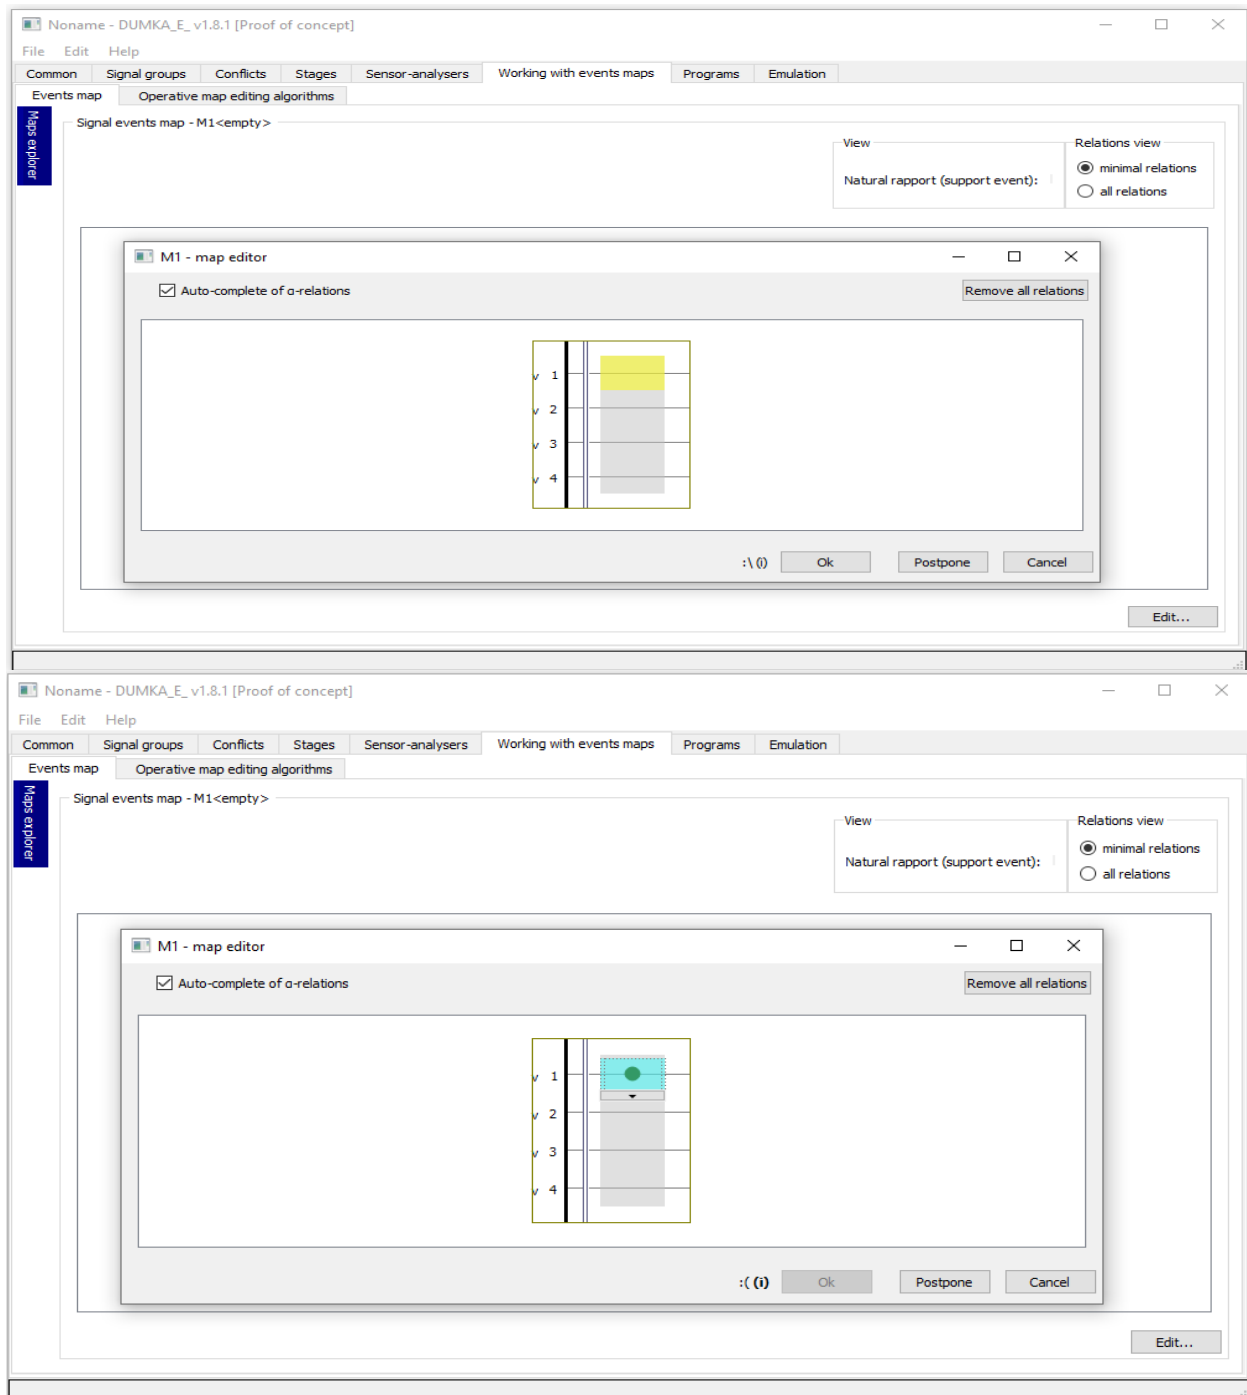 Noname - DUMKA_E_ v1.8.1 [Proof of concept]
File Edit Help
Common Signal groups Conflicts Stages Sensor-analysers Working with events maps Programs Emulation
Events map Operative map editing algorithms
Maps explorer
Signal events map - M1<empty>
View
Relations view
Natural rapport (support event):
minimal relations
all relations
M1 - map editor
Auto-complete of α-relations
Remove all relations
v 1
v 2
v 3
v 4
:\ (i) Ok Postpone Cancel
Edit...
Noname - DUMKA_E_ v1.8.1 [Proof of concept]
File Edit Help
Common Signal groups Conflicts Stages Sensor-analysers Working with events maps Programs Emulation
Events map Operative map editing algorithms
Maps explorer
Signal events map - M1<empty>
View
Relations view
Natural rapport (support event):
minimal relations
all relations
M1 - map editor
Auto-complete of α-relations
Remove all relations
v 1
v 2
v 3
v 4
:( (i) Ok Postpone Cancel
Edit...